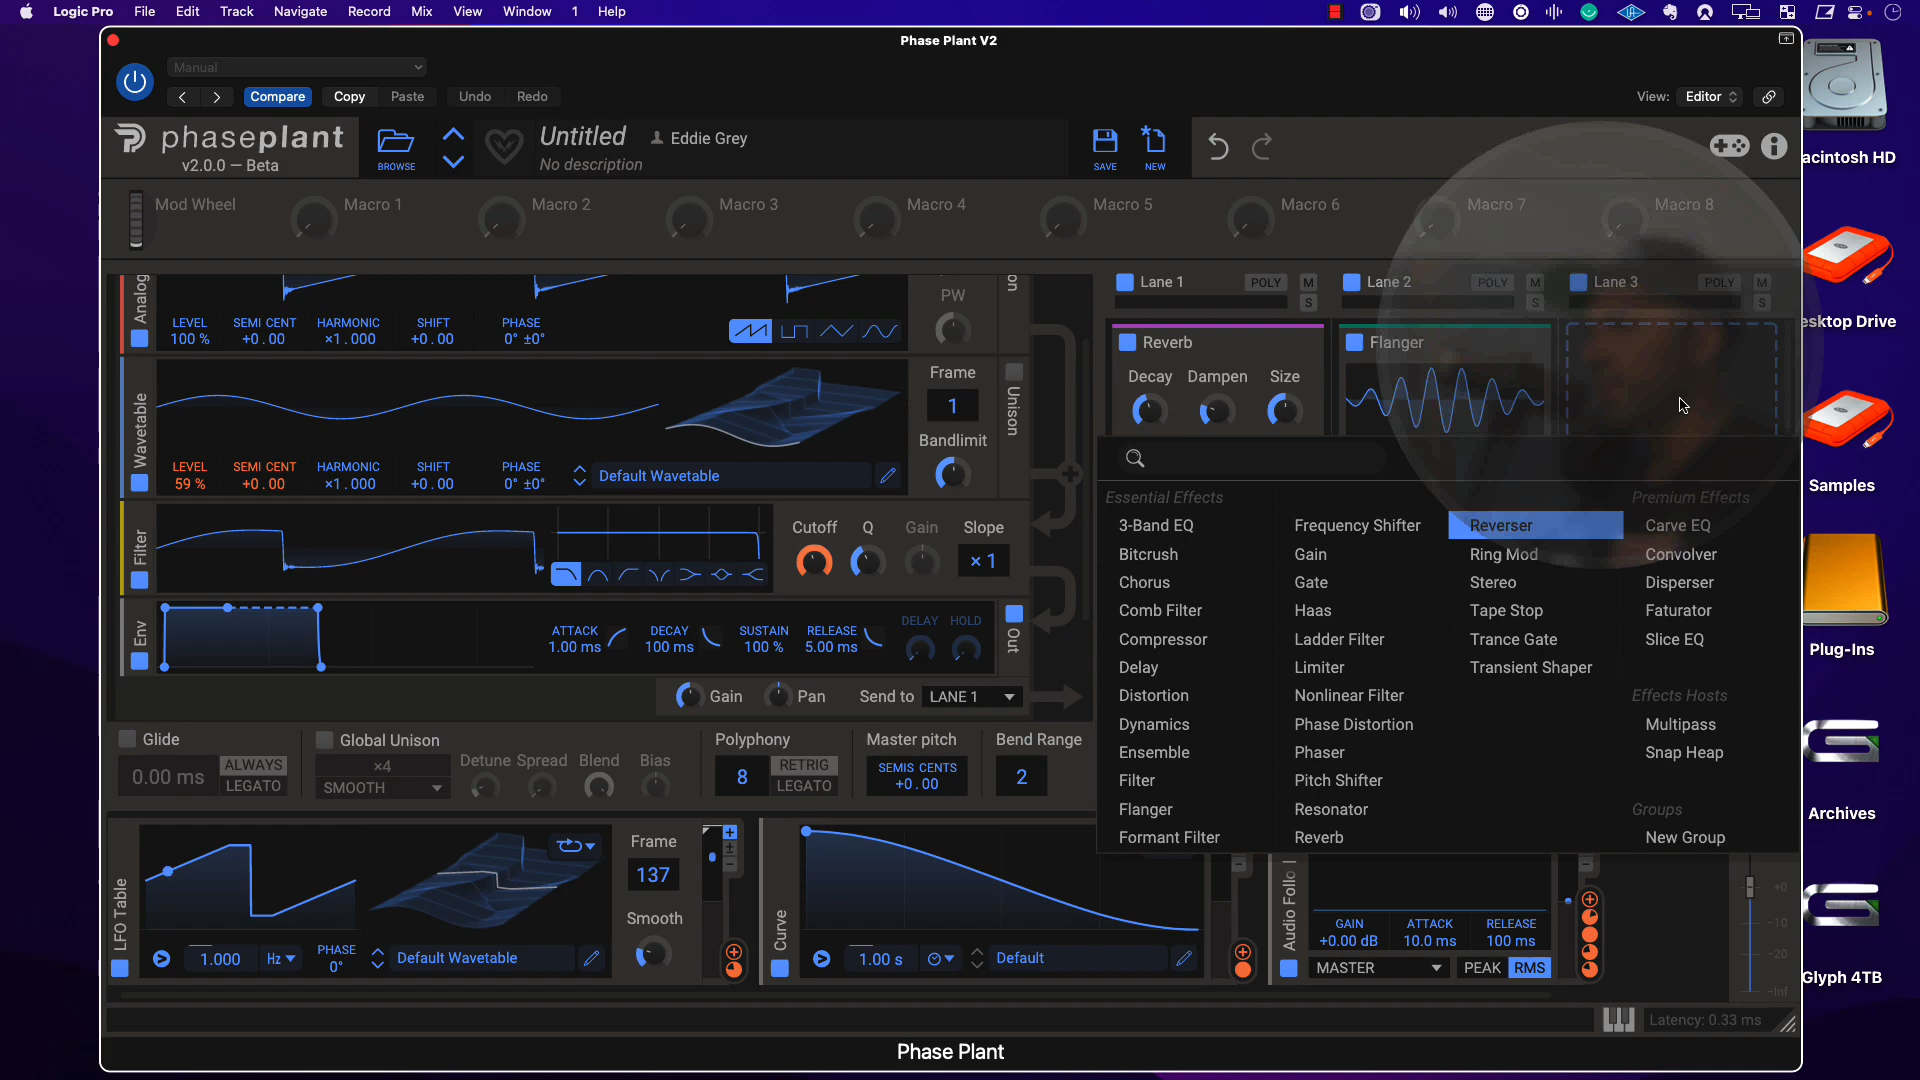 Logic Pro File Edit Track Navigate Record Mix View Window 1 Help
Phase Plant V2
Manual
Compare Copy Paste Undo Redo
View: Editor
phaseplant
v2.0.0 — Beta
BROWSE
Untitled Eddie Grey
No description
SAVE NEW
Mod Wheel Macro 1 Macro 2 Macro 3 Macro 4 Macro 5 Macro 6 Macro 7 Macro 8
Analog
PW
LEVEL SEMI CENT HARMONIC SHIFT PHASE
100 % +0.00 ×1.000 +0.00 0° ±0°
Lane 1 POLY M S
Lane 2 POLY M S
Lane 3 POLY M S
Wavetable
Frame
1
Bandlimit
Unison
LEVEL SEMI CENT HARMONIC SHIFT PHASE
59 % +0.00 ×1.000 +0.00 0° ±0°
Default Wavetable
Reverb
Decay Dampen Size
Flanger
Filter
Cutoff Q Gain Slope
× 1
Env
ATTACK DECAY SUSTAIN RELEASE DELAY HOLD
1.00 ms 100 ms 100 % 5.00 ms
Out
Gain Pan Send to LANE 1
Essential Effects
3-Band EQ
Bitcrush
Chorus
Comb Filter
Compressor
Delay
Distortion
Dynamics
Ensemble
Filter
Flanger
Formant Filter
Frequency Shifter
Gain
Gate
Haas
Ladder Filter
Limiter
Nonlinear Filter
Phase Distortion
Phaser
Pitch Shifter
Resonator
Reverb
Reverser
Ring Mod
Stereo
Tape Stop
Trance Gate
Transient Shaper
Premium Effects
Carve EQ
Convolver
Disperser
Faturator
Slice EQ
Effects Hosts
Multipass
Snap Heap
Groups
New Group
Glide
0.00 ms ALWAYS
LEGATO
Global Unison
×4
SMOOTH
Detune Spread Blend Bias
Polyphony
8 RETRIG
LEGATO
Master pitch
SEMIS CENTS
+0.00
Bend Range
2
LFO Table
Frame
137
Smooth
1.000 Hz PHASE
0°
Default Wavetable
Curve
1.00 s Default
Audio Follo
GAIN ATTACK RELEASE
+0.00 dB 10.0 ms 100 ms
MASTER PEAK RMS
+0
-10
-20
-Inf
Latency: 0.33 ms
Phase Plant
acintosh HD
esktop Drive
Samples
Plug-Ins
Archives
Glyph 4TB